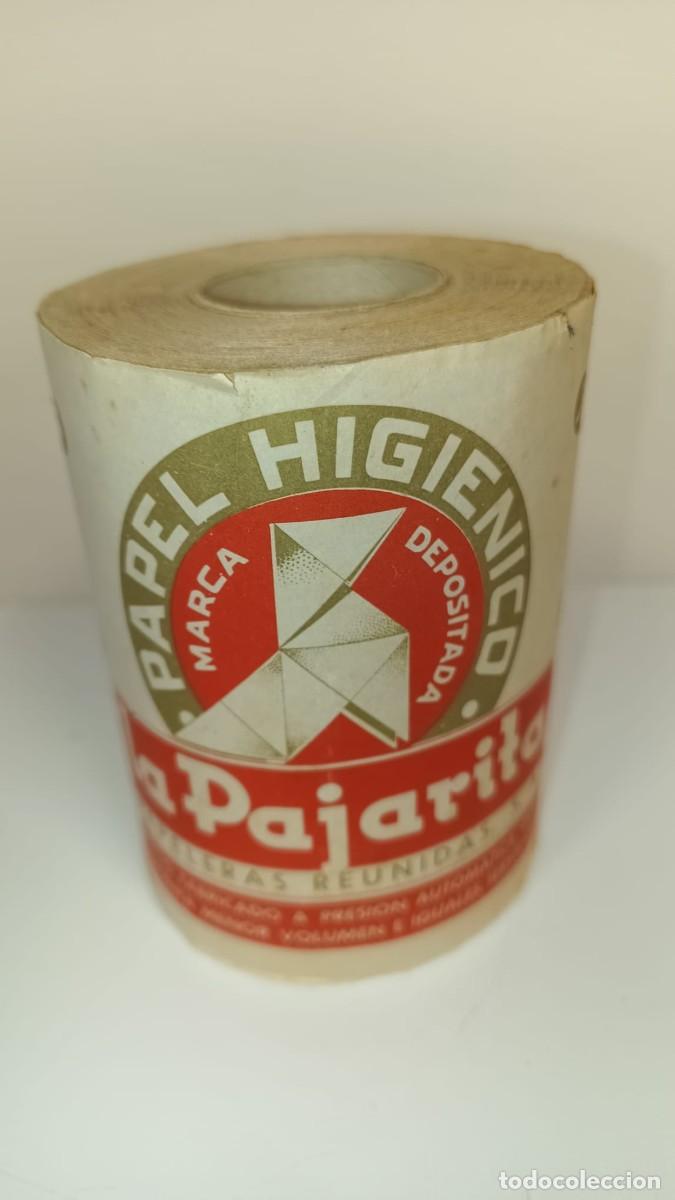 PAPEL HIGIENICO
MARCA DEPOSITADA
La Pajarita
PAPELERAS REUNIDAS, S.
FABRICADO A PRESION AUTOMATICA
MENOR VOLUMEN E IGUALES
todocoleccion